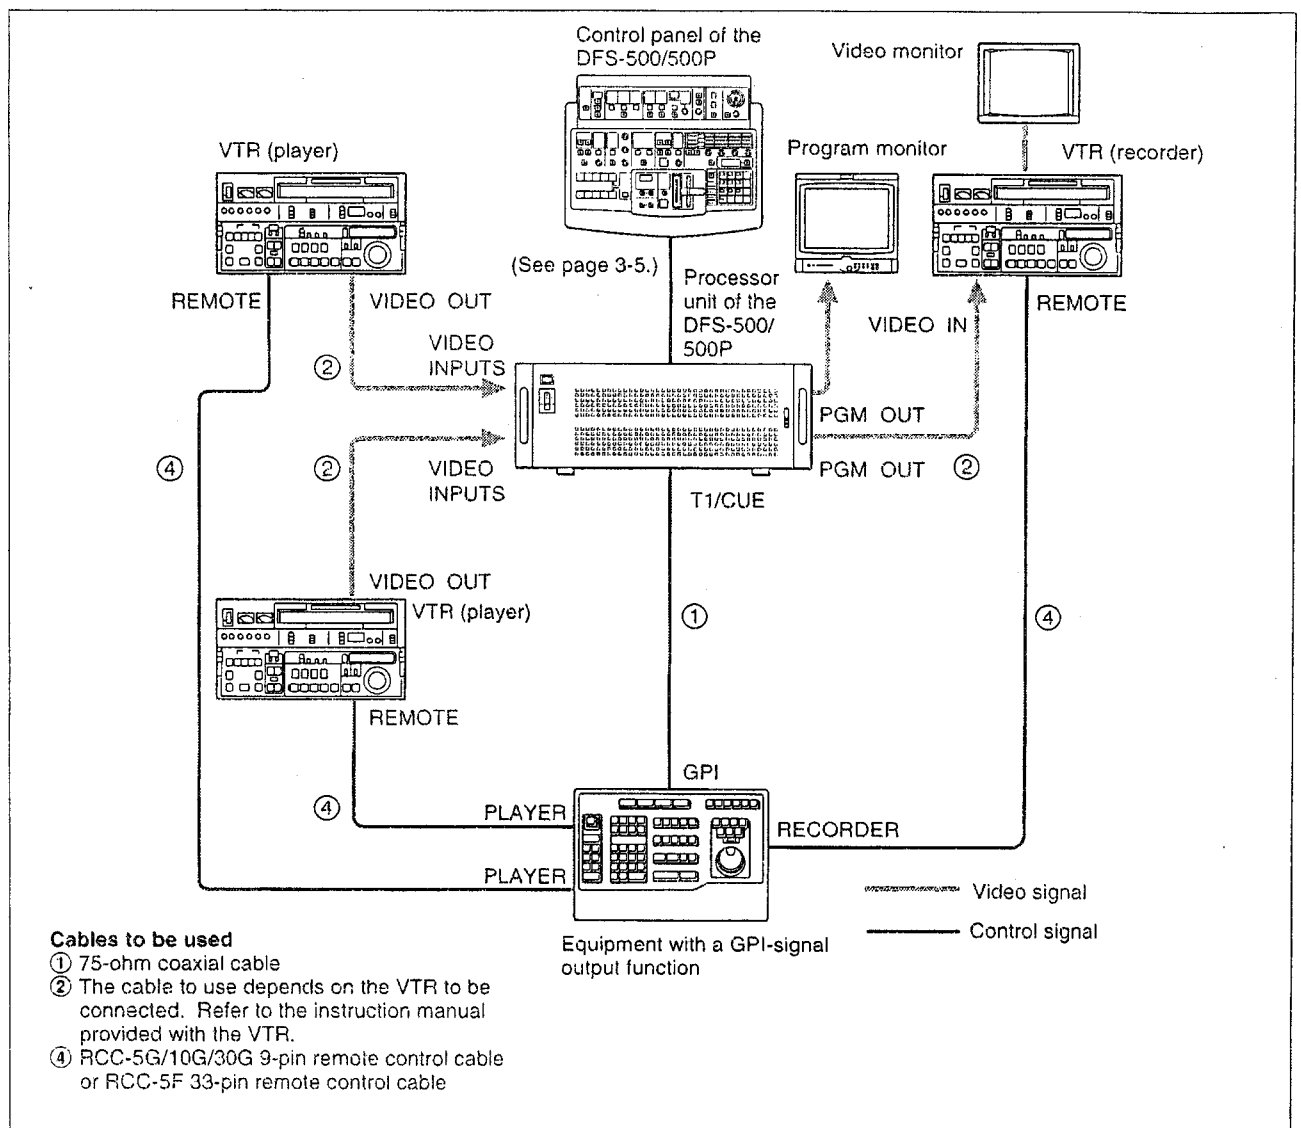 Control panel of the
DFS-500/500P
Video monitor
VTR (player)
Program monitor
VTR (recorder)
(See page 3-5.)
Processor
unit of the
DFS-500/
500P
REMOTE
VIDEO OUT
VIDEO IN
REMOTE
VIDEO
INPUTS
②
PGM OUT
④
②
VIDEO
INPUTS
PGM OUT
②
T1/CUE
VIDEO OUT
VTR (player)
①
④
REMOTE
GPI
④
PLAYER
RECORDER
PLAYER
Video signal
Control signal
Equipment with a GPI-signal
output function
Cables to be used
① 75-ohm coaxial cable
② The cable to use depends on the VTR to be
connected. Refer to the instruction manual
provided with the VTR.
④ RCC-5G/10G/30G 9-pin remote control cable
or RCC-5F 33-pin remote control cable